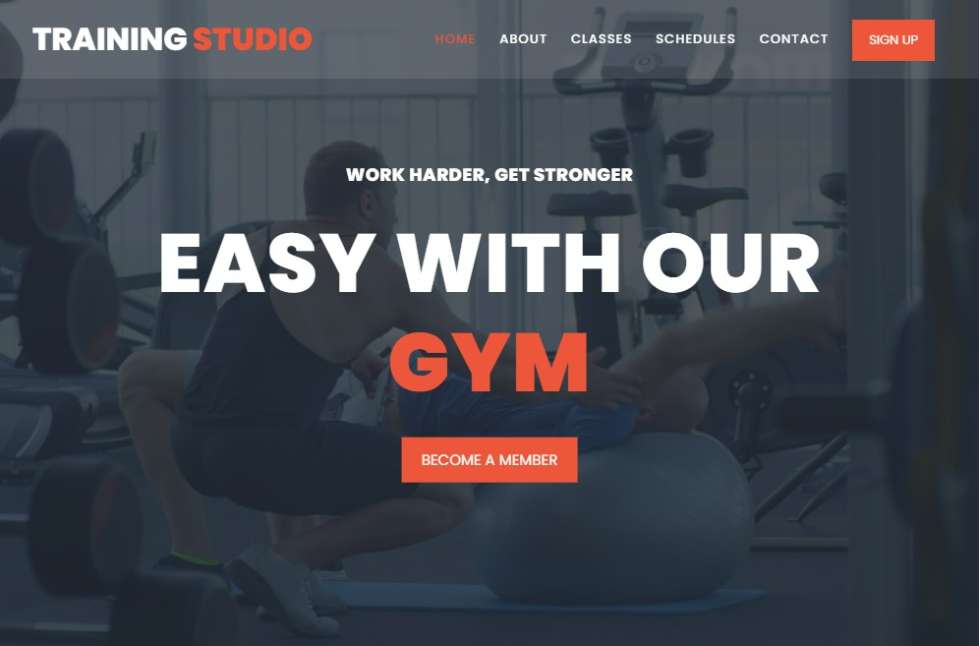 TRAINING STUDIO
HOME ABOUT CLASSES SCHEDULES CONTACT SIGN UP
WORK HARDER, GET STRONGER
EASY WITH OUR
GYM
BECOME A MEMBER